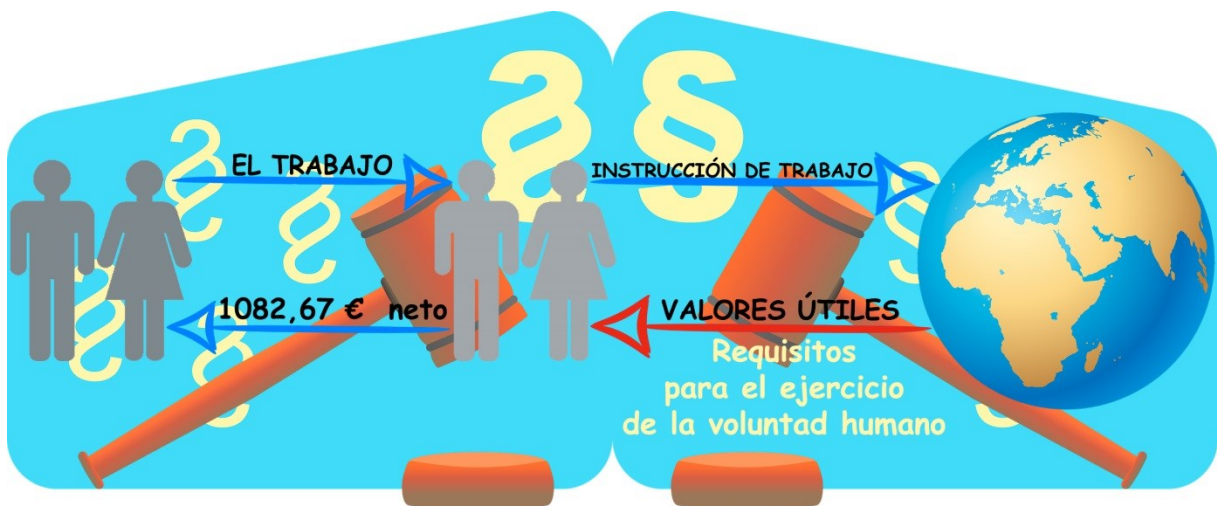 EL TRABAJO
INSTRUCCIÓN DE TRABAJO
1082,67 € neto
VALORES ÚTILES
Requisitos
para el ejercicio
de la voluntad humano